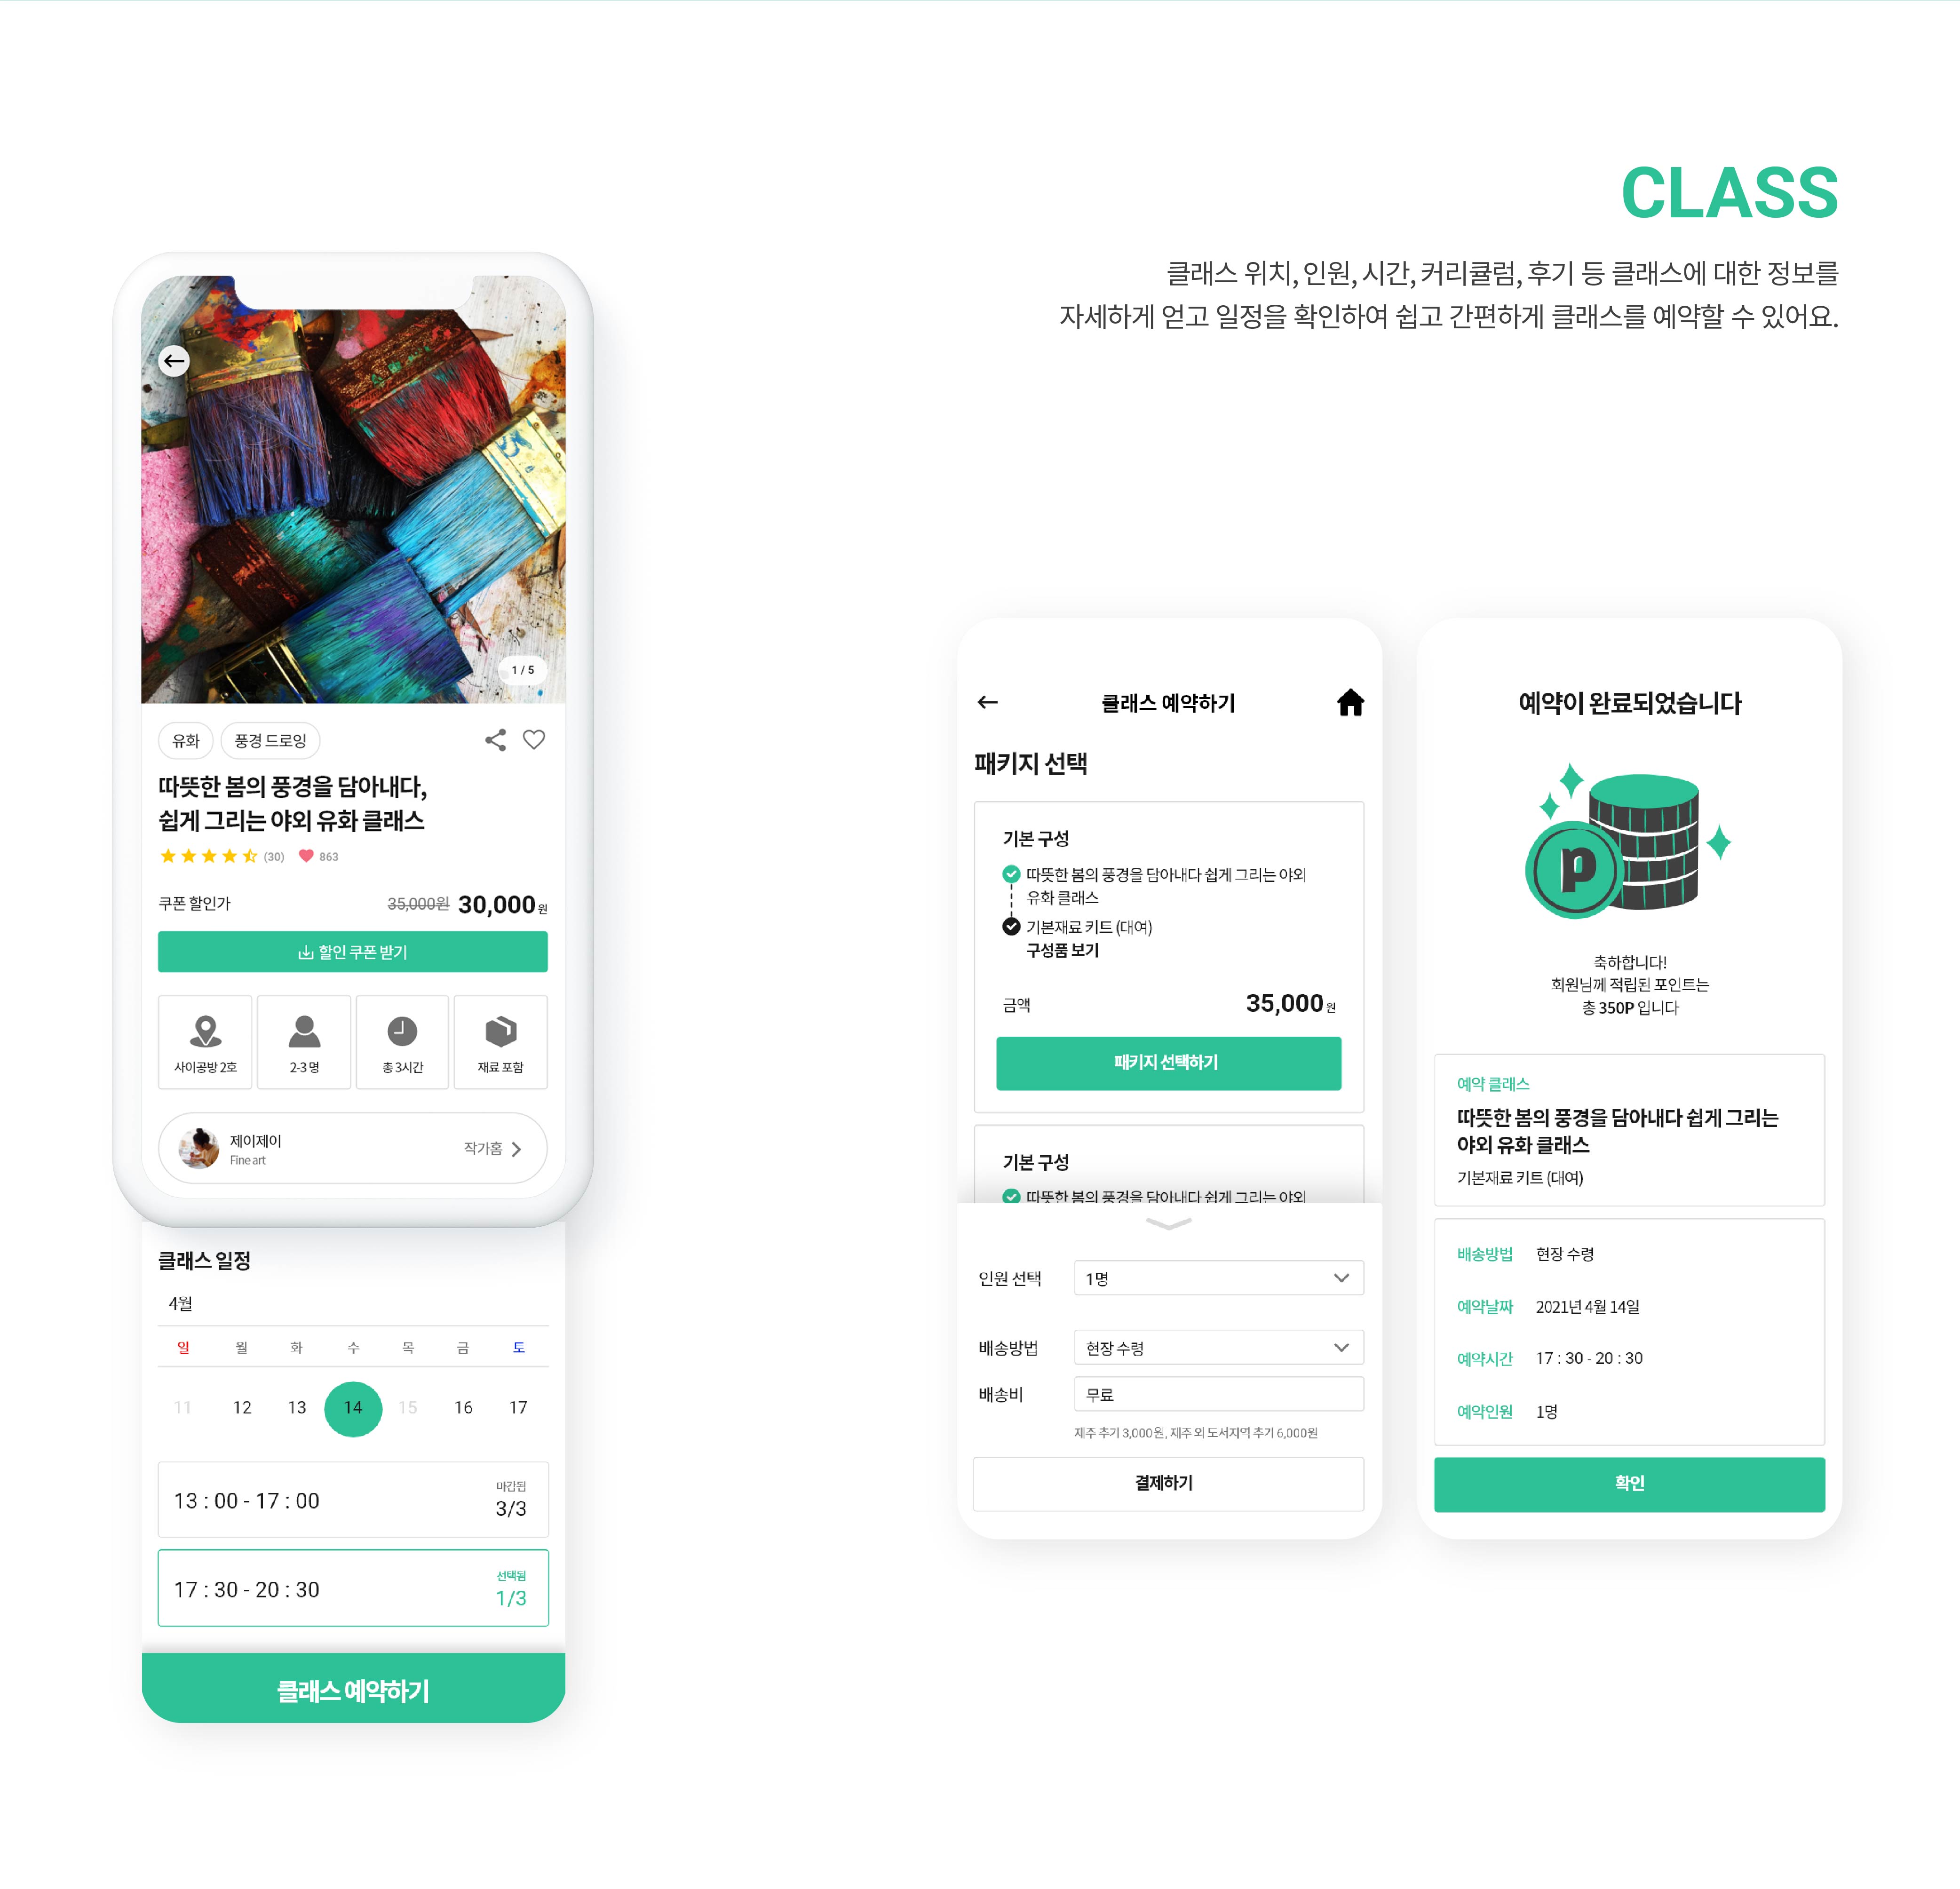 CLASS
클래스 위치, 인원, 시간, 커리큘럼, 후기 등 클래스에 대한 정보를
자세하게 얻고 일정을 확인하여 쉽고 간편하게 클래스를 예약할 수 있어요.
1 / 5
유화 풍경 드로잉
따뜻한 봄의 풍경을 담아내다,
쉽게 그리는 야외 유화 클래스
(30) 863
쿠폰 할인가 35,000원 30,000원
할인 쿠폰 받기
사이공방 2호 2-3 명 총 3시간 재료 포함
제이제이
Fine art
작가홈
클래스 일정
4월
일 월 화 수 목 금 토
11 12 13 14 15 16 17
13 : 00 - 17 : 00
마감됨
3/3
17 : 30 - 20 : 30
선택됨
1/3
클래스 예약하기
클래스 예약하기
패키지 선택
기본 구성
따뜻한 봄의 풍경을 담아내다 쉽게 그리는 야외
유화 클래스
기본재료 키트 (대여)
구성품 보기
금액 35,000원
패키지 선택하기
기본 구성
따뜻한 봄의 풍경을 담아내다 쉽게 그리는 야외
인원 선택 1명
배송방법 현장 수령
배송비 무료
제주 추가 3,000원, 제주 외 도서지역 추가 6,000원
결제하기
예약이 완료되었습니다
p
축하합니다!
회원님께 적립된 포인트는
총 350P 입니다
예약 클래스
따뜻한 봄의 풍경을 담아내다 쉽게 그리는
야외 유화 클래스
기본재료 키트 (대여)
배송방법 현장 수령
예약날짜 2021년 4월 14일
예약시간 17 : 30 - 20 : 30
예약인원 1명
확인